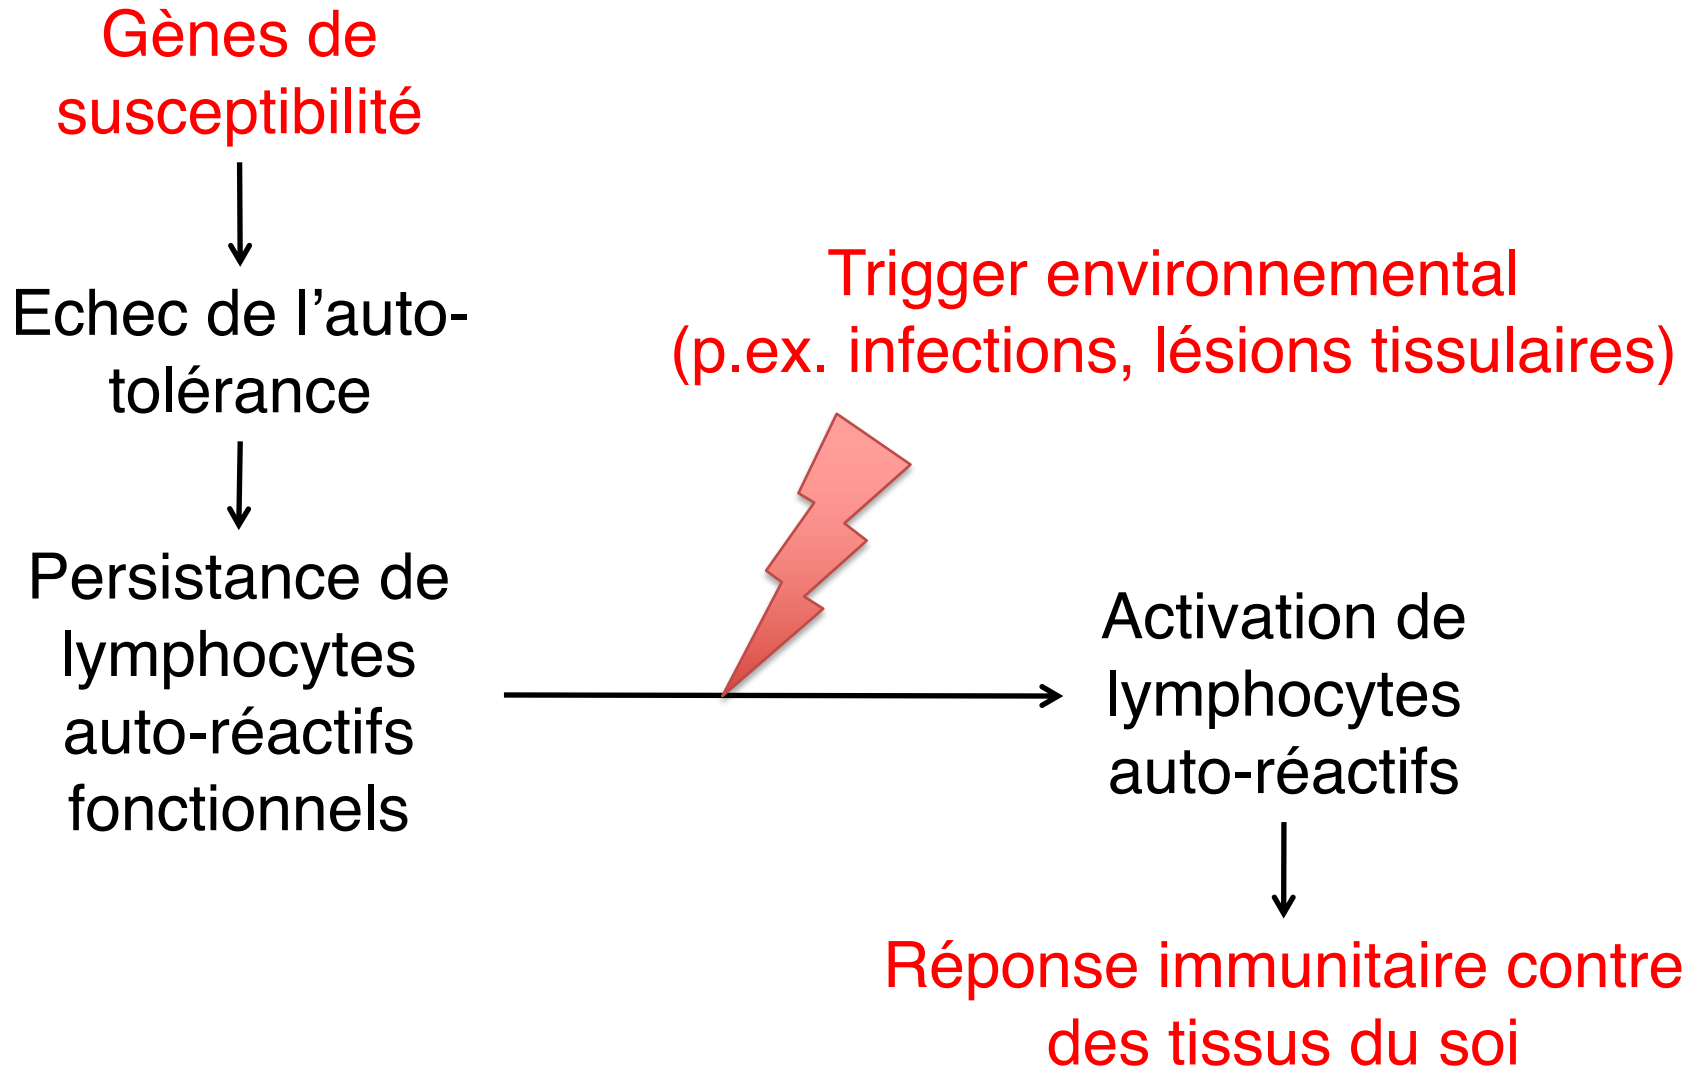 Gènes de
susceptibilité
Echec de l’auto-
tolérance
Persistance de
lymphocytes
auto-réactifs
fonctionnels
Trigger environnemental
(p.ex. infections, lésions tissulaires)
Activation de
lymphocytes
auto-réactifs
Réponse immunitaire contre
des tissus du soi